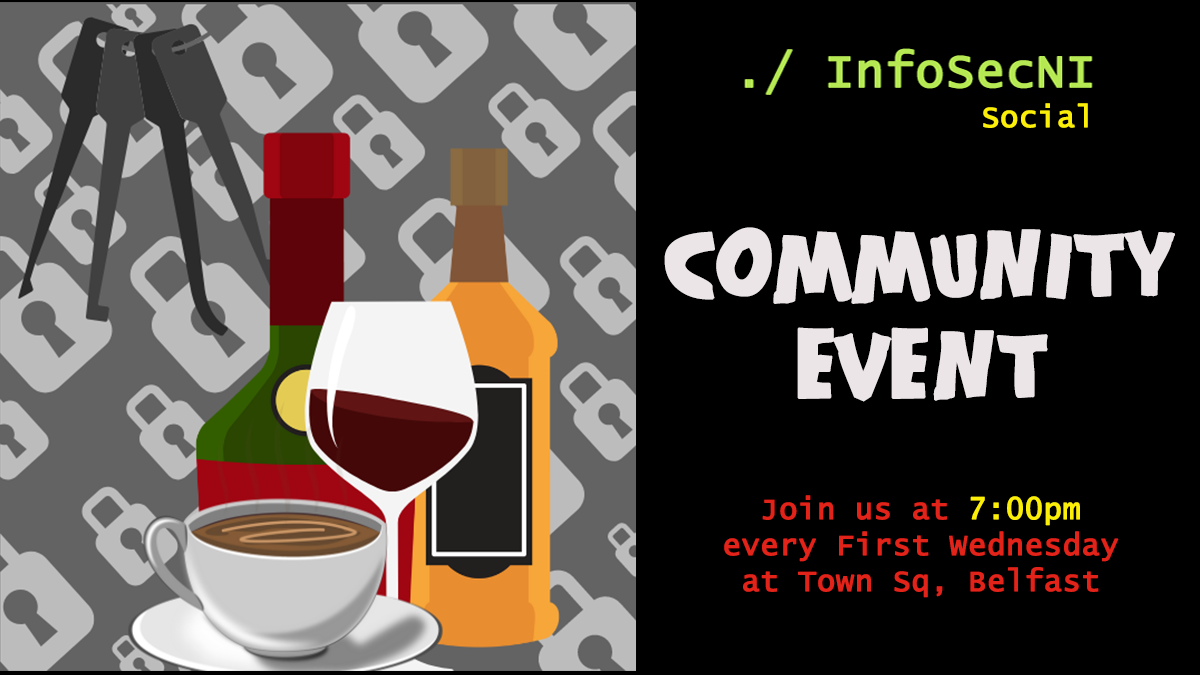 ./ InfoSecNI
Social
COMMUNITY
EVENT
Join us at 7:00pm
every First Wednesday
at Town Sq, Belfast